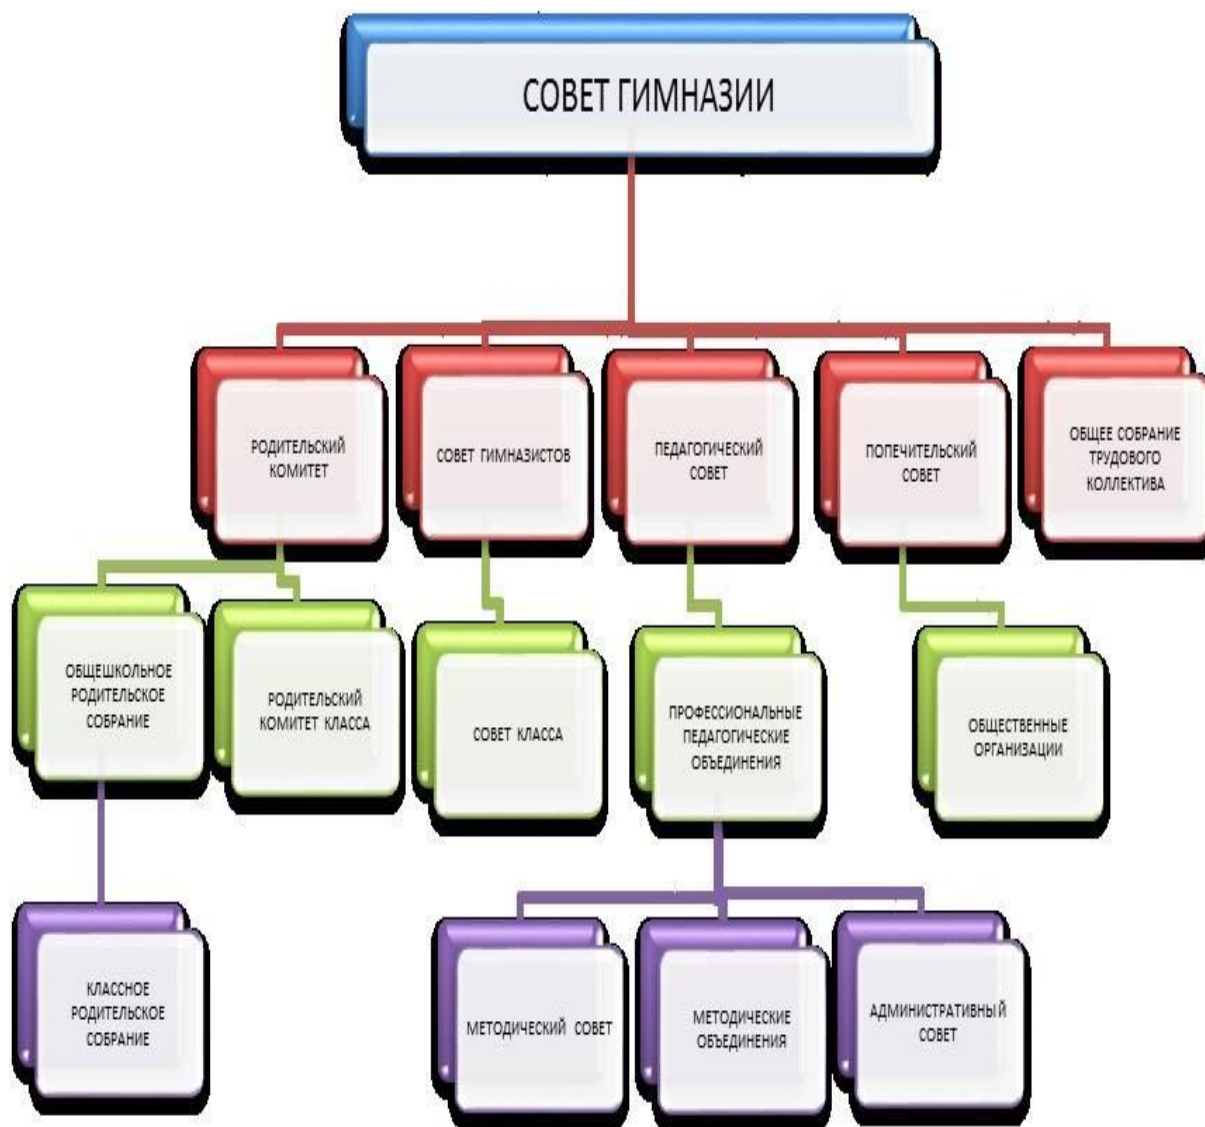 СОВЕТ ГИМНАЗИИ
РОДИТЕЛЬСКИЙ
КОМИТЕТ
СОВЕТ ГИМНАЗИСТОВ
ПЕДАГОГИЧЕСКИЙ
СОВЕТ
ПОПЕЧИТЕЛЬСКИЙ
СОВЕТ
ОБЩЕЕ СОБРАНИЕ
ТРУДОВОГО
КОЛЛЕКТИВА
ОБЩЕШКОЛЬНОЕ
РОДИТЕЛЬСКОЕ
СОБРАНИЕ
РОДИТЕЛЬСКИЙ
КОМИТЕТ КЛАССА
СОВЕТ КЛАССА
ПРОФЕССИОНАЛЬНЫЕ
ПЕДАГОГИЧЕСКИЕ
ОБЪЕДИНЕНИЯ
ОБЩЕСТВЕННЫЕ
ОРГАНИЗАЦИИ
КЛАССНОЕ
РОДИТЕЛЬСКОЕ
СОБРАНИЕ
МЕТОДИЧЕСКИЙ СОВЕТ
МЕТОДИЧЕСКИЕ
ОБЪЕДИНЕНИЯ
АДМИНИСТРАТИВНЫЙ
СОВЕТ